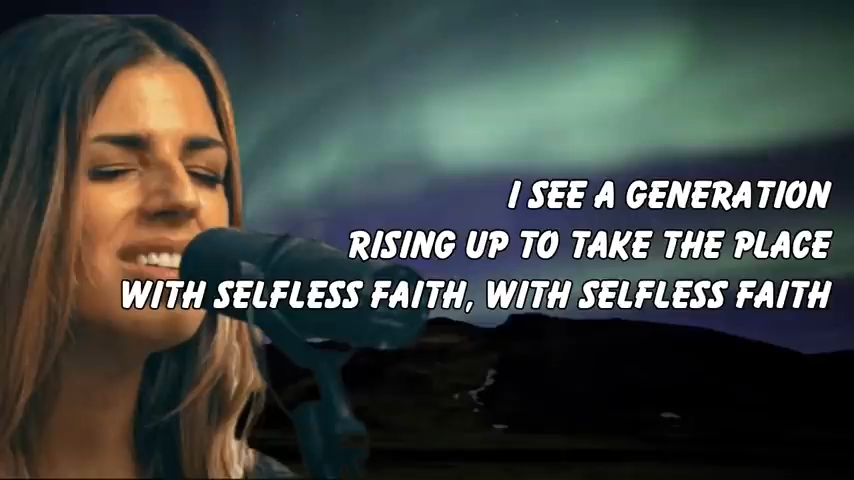 I SEE A GENERATION
RISING UP TO TAKE THE PLACE
WITH SELFLESS FAITH, WITH SELFLESS FAITH